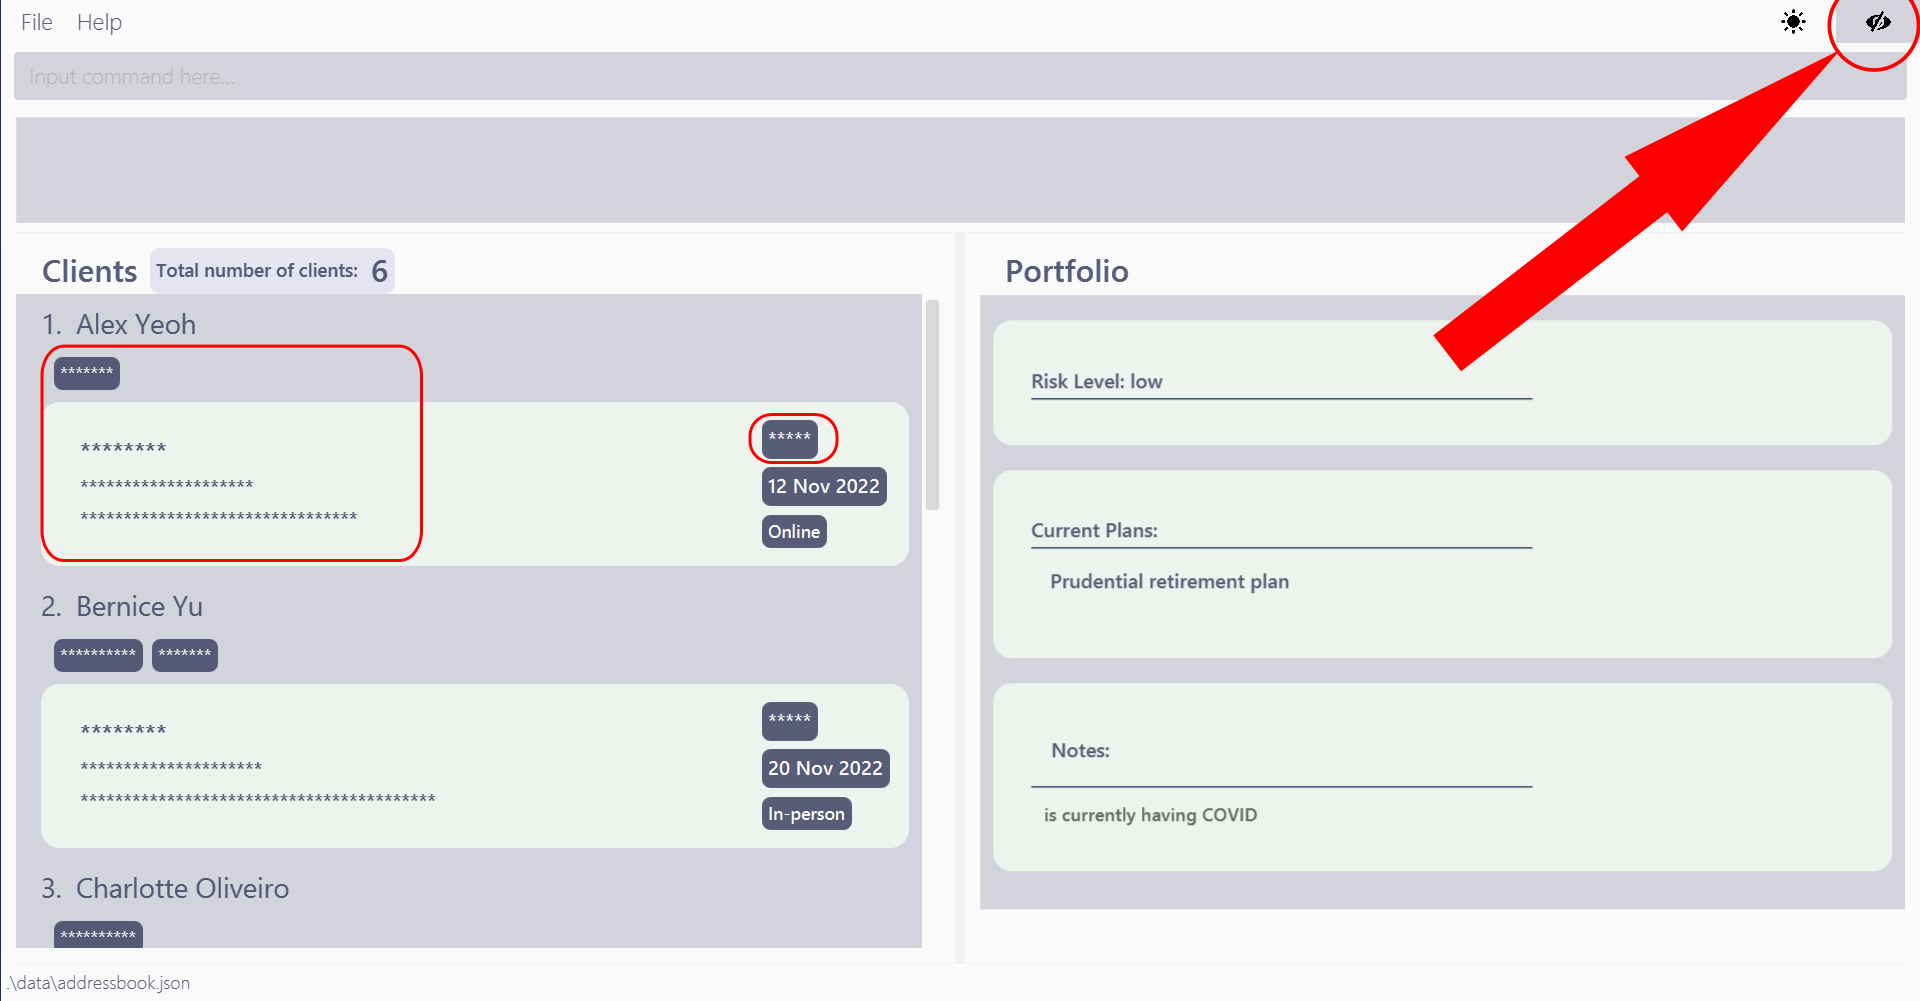 File Help
Input command here...
Clients Total number of clients: 6
1. Alex Yeoh
*******
********
********************
********************************
*****
12 Nov 2022
Online
2. Bernice Yu
********** *******
********
*********************
*****************************************
*****
20 Nov 2022
In-person
3. Charlotte Oliveiro
**********
Portfolio
Risk Level: low
Current Plans:
Prudential retirement plan
Notes:
is currently having COVID
.\data\addressbook.json